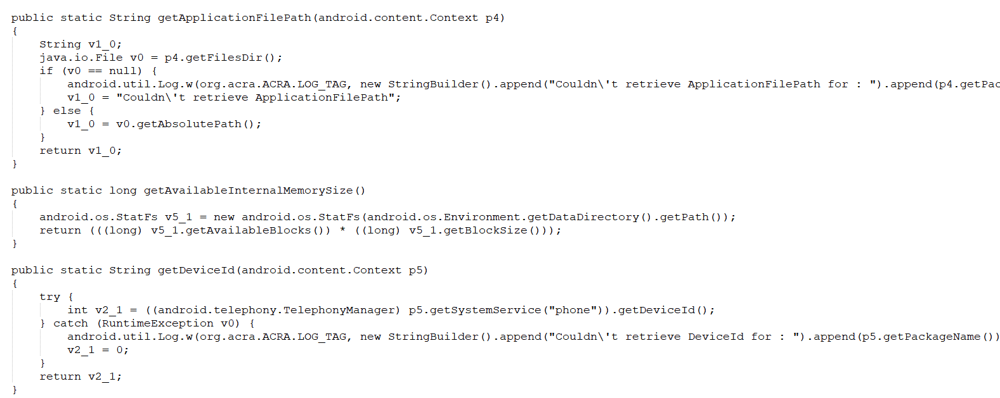 public static String getApplicationFilePath(android.content.Context p4)
{
    String v1_0;
    java.io.File v0 = p4.getFilesDir();
    if (v0 == null) {
        android.util.Log.w(org.acra.ACRA.LOG_TAG, new StringBuilder().append("Couldn\'t retrieve ApplicationFilePath for : ").append(p4.getPac
        v1_0 = "Couldn\'t retrieve ApplicationFilePath";
    } else {
        v1_0 = v0.getAbsolutePath();
    }
    return v1_0;
}

public static long getAvailableInternalMemorySize()
{
    android.os.StatFs v5_1 = new android.os.StatFs(android.os.Environment.getDataDirectory().getPath());
    return (((long) v5_1.getAvailableBlocks()) * ((long) v5_1.getBlockSize()));
}

public static String getDeviceId(android.content.Context p5)
{
    try {
        int v2_1 = ((android.telephony.TelephonyManager) p5.getSystemService("phone")).getDeviceId();
    } catch (RuntimeException v0) {
        android.util.Log.w(org.acra.ACRA.LOG_TAG, new StringBuilder().append("Couldn\'t retrieve DeviceId for : ").append(p5.getPackageName())
        v2_1 = 0;
    }
    return v2_1;
}